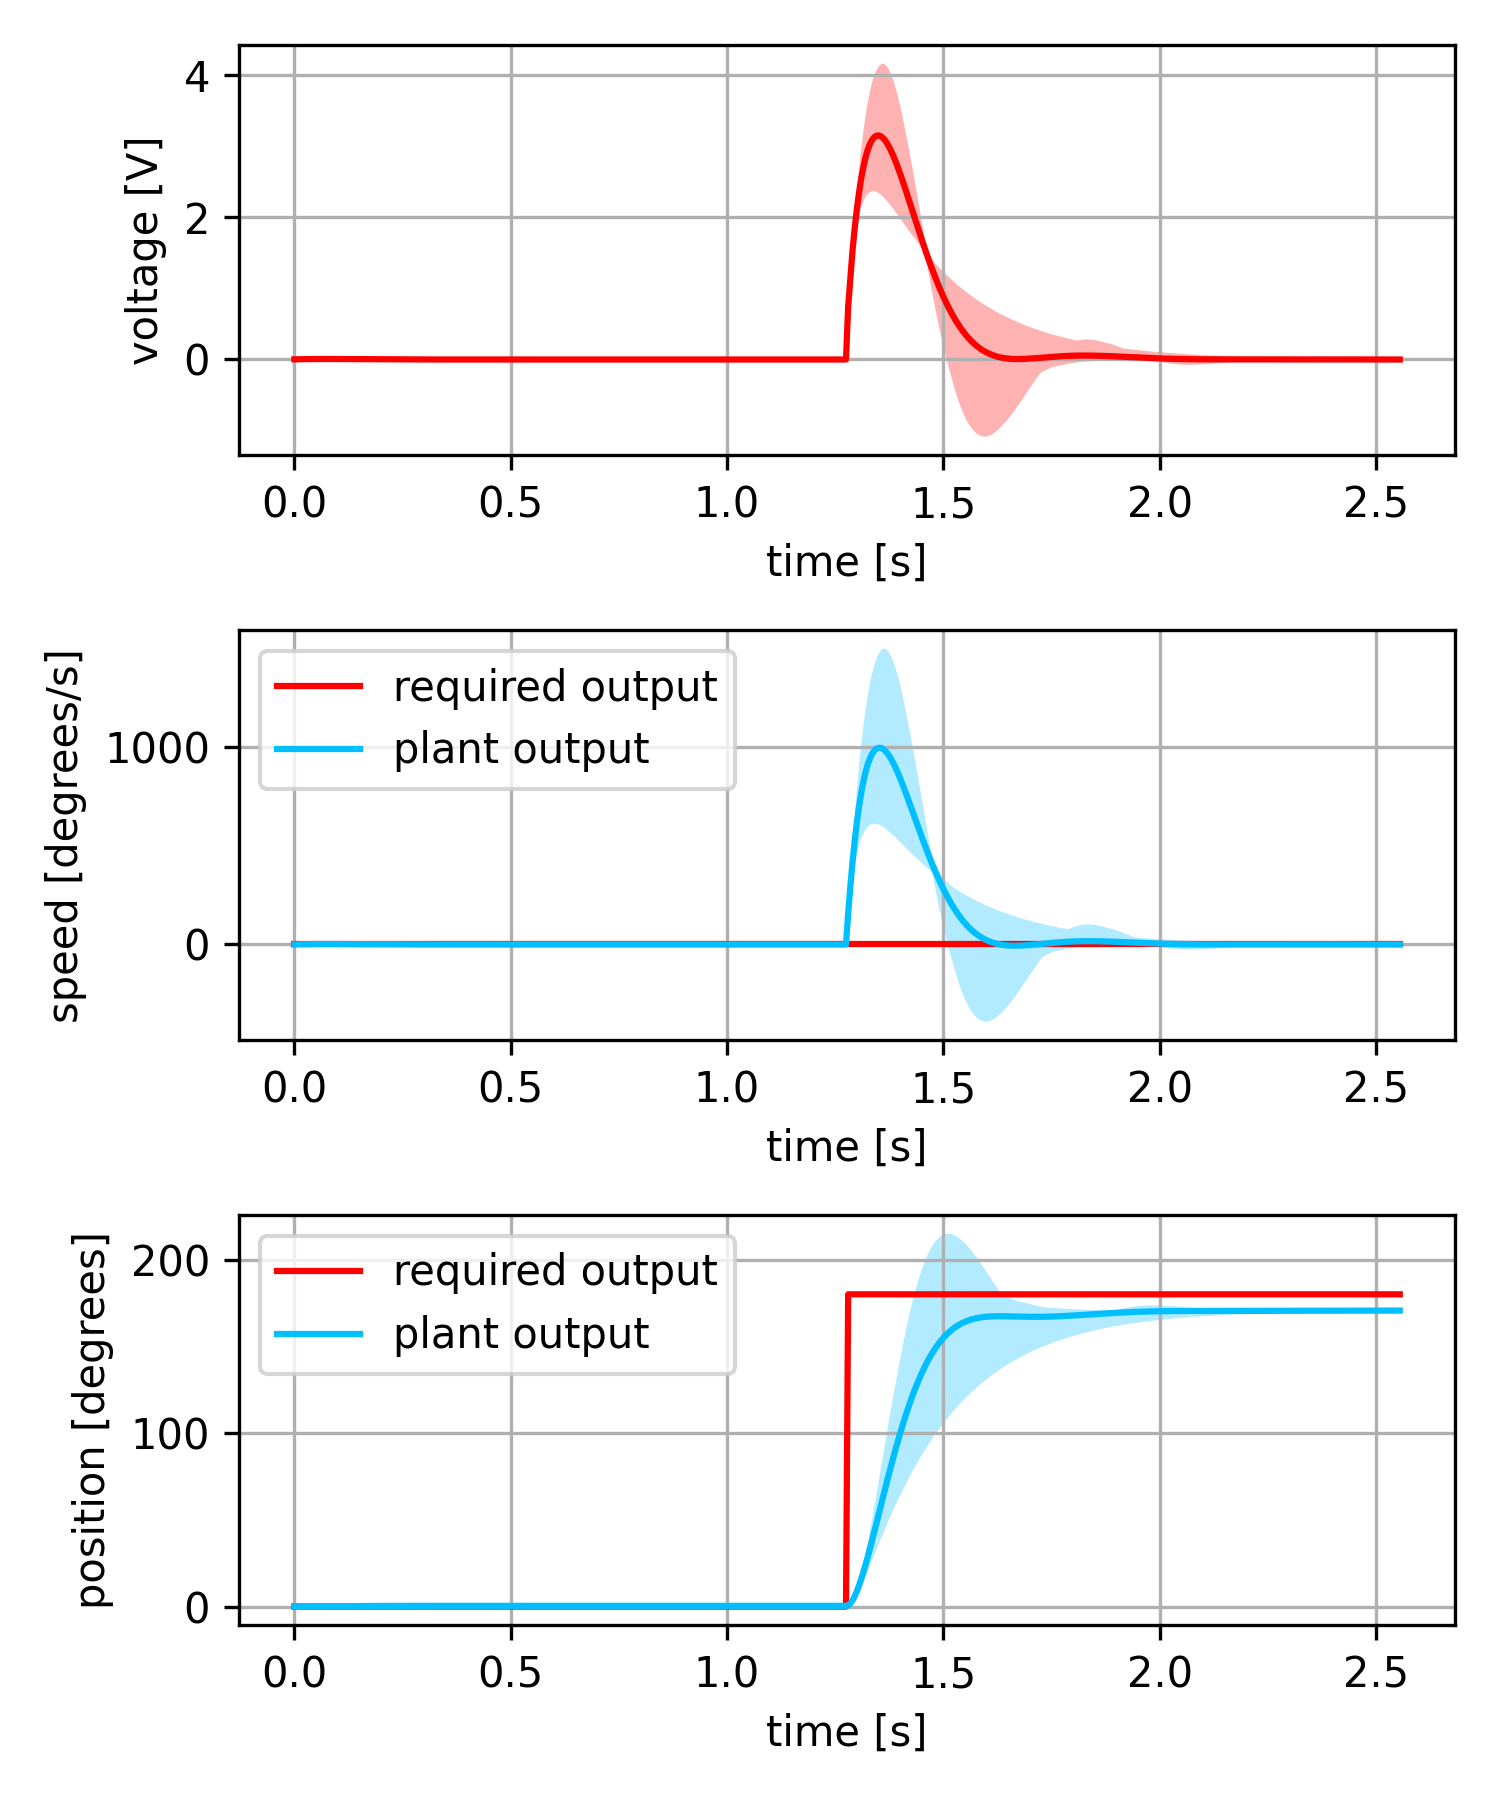 4
2
0
voltage [V]
0.0 0.5 1.0 1.5 2.0 2.5
time [s]
required output
plant output
1000
0
speed [degrees/s]
0.0 0.5 1.0 1.5 2.0 2.5
time [s]
required output
plant output
200
100
0
position [degrees]
0.0 0.5 1.0 1.5 2.0 2.5
time [s]